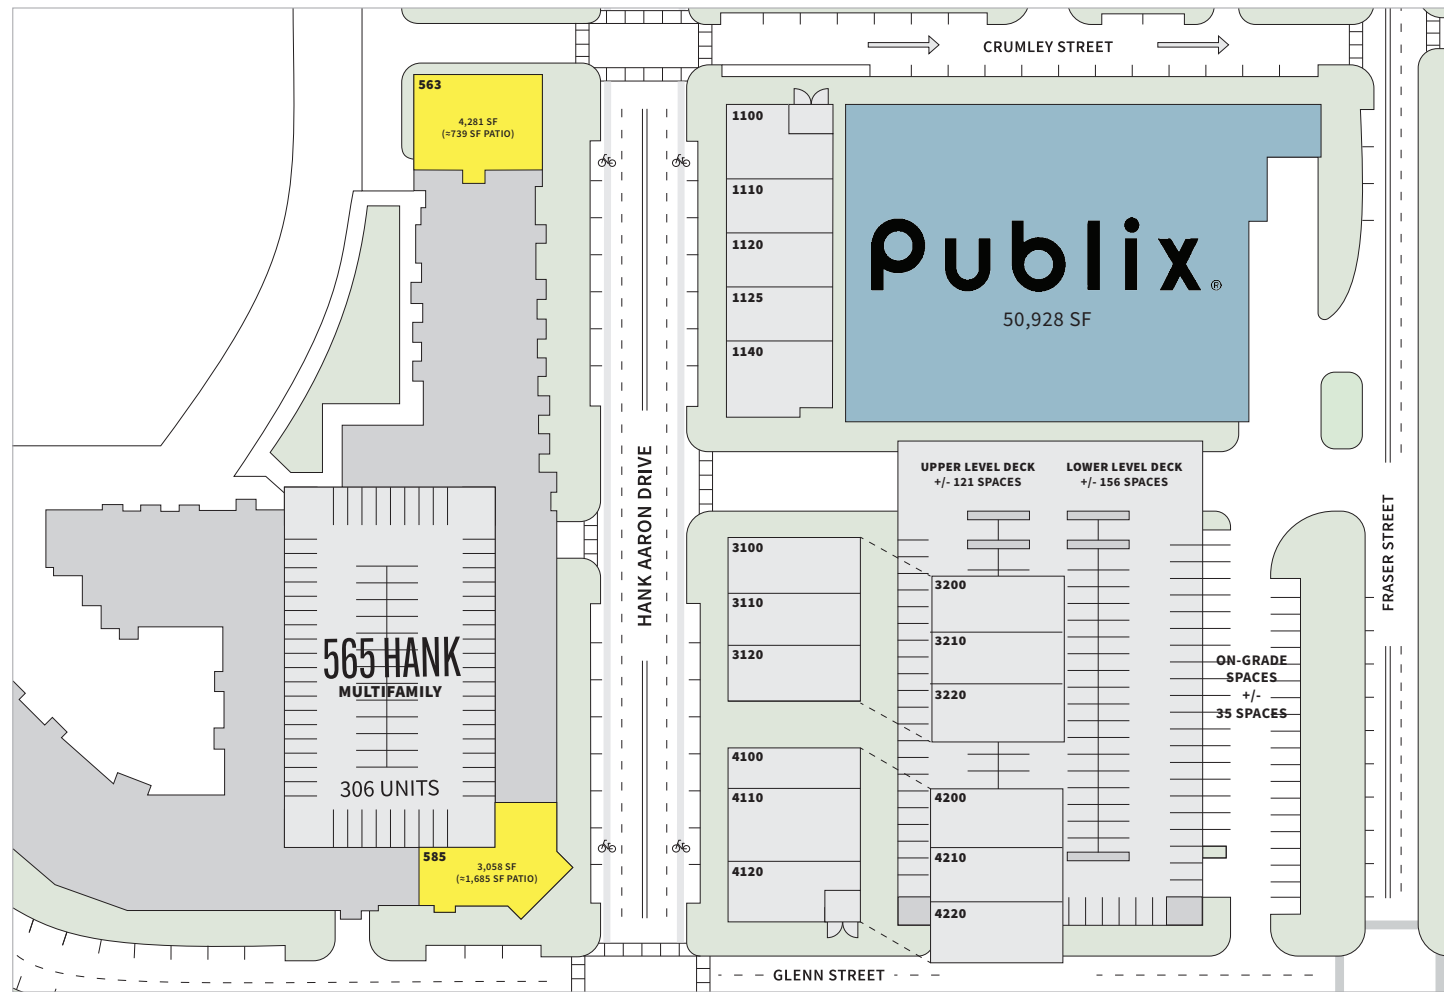 CRUMLEY STREET
563
4,281 SF
(≈739 SF PATIO)
1100
1110
1120
1125
1140
Publix®
50,928 SF
HANK AARON DRIVE
UPPER LEVEL DECK
+/- 121 SPACES
LOWER LEVEL DECK
+/- 156 SPACES
FRASER STREET
3100
3110
3120
3200
3210
3220
ON-GRADE
SPACES
+/-
35 SPACES
565 HANK
MULTIFAMILY
306 UNITS
4100
4110
4120
4200
4210
4220
585
3,058 SF
(≈1,685 SF PATIO)
GLENN STREET